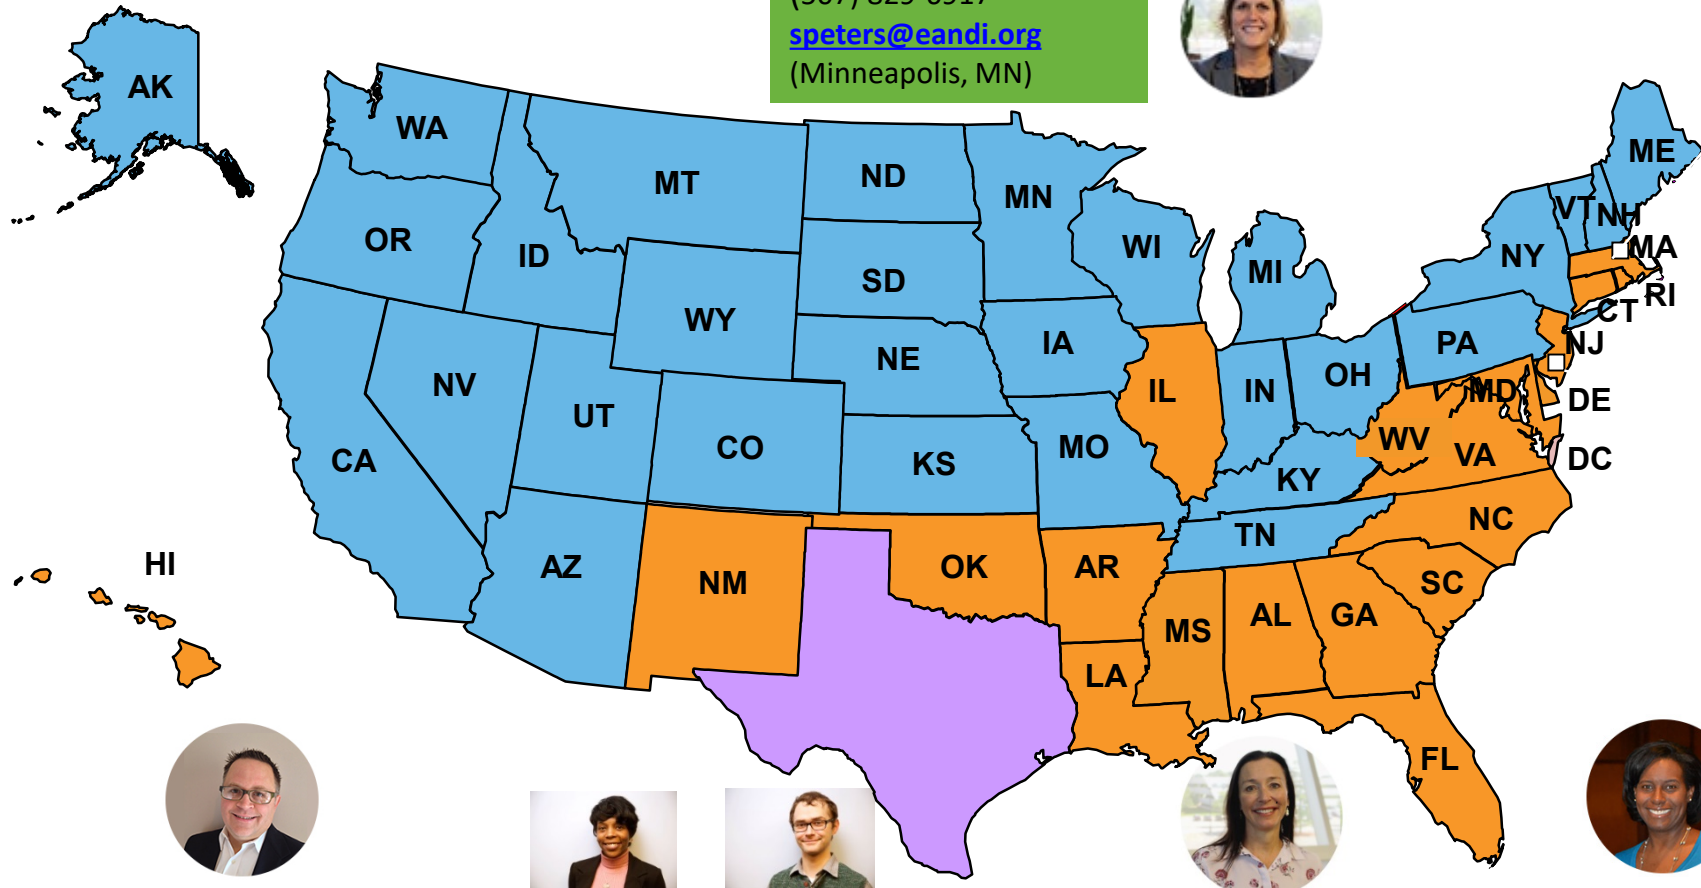 speters@eandi.org
(Minneapolis, MN)
AK
WA
MT
ND
MN
ME
VT
NH
OR
ID
WI
MI
NY
MA
SD
RI
WY
CT
IA
PA
NJ
NE
OH
NV
IN
IL
MD
DE
UT
CO
MO
WV
CA
KS
VA
DC
KY
NC
TN
HI
AZ
NM
OK
AR
SC
MS
AL
GA
LA
FL